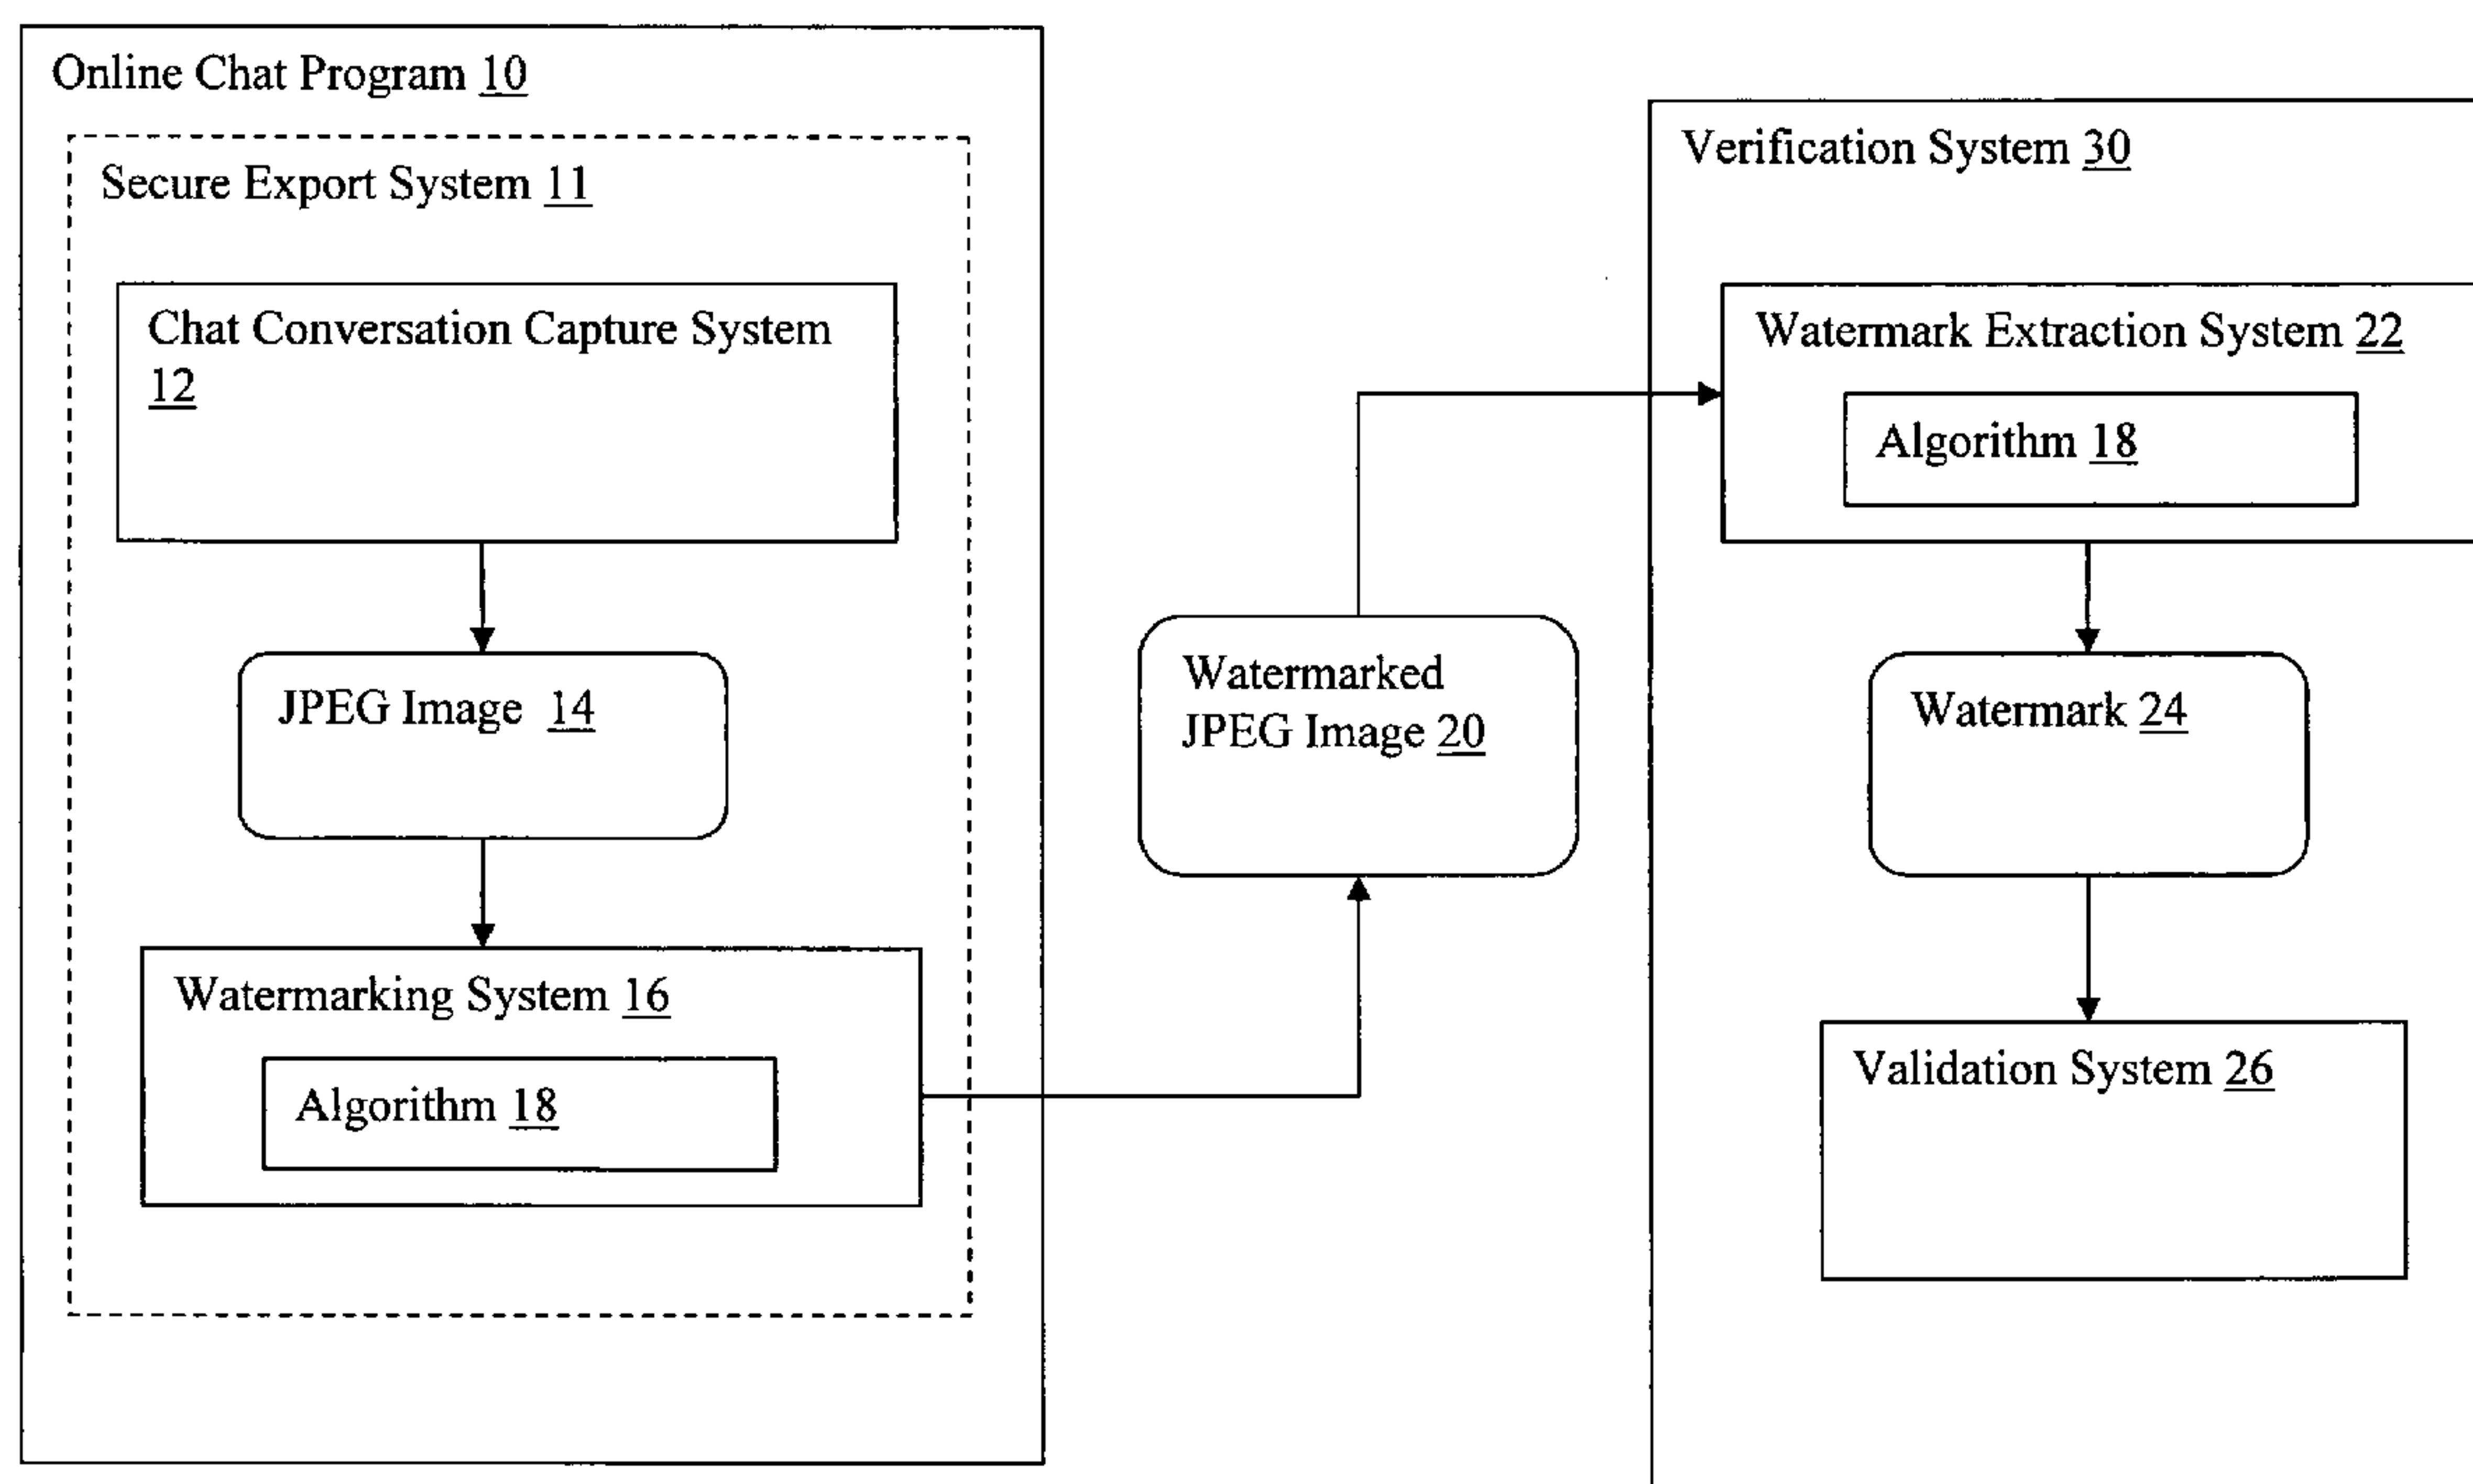 Online Chat Program 10
Secure Export System 11
Chat Conversation Capture System
12
JPEG Image 14
Watermarking System 16
Algorithm 18
Watermarked
JPEG Image 20
Verification System 30
Watermark Extraction System 22
Algorithm 18
Watermark 24
Validation System 26